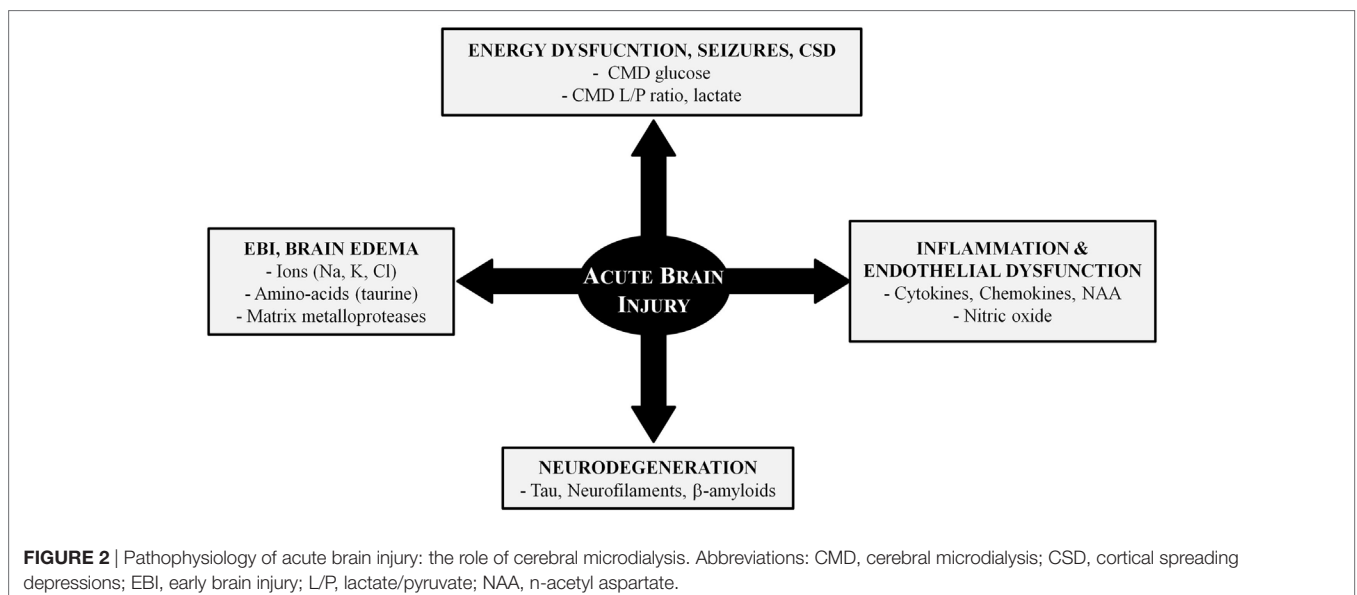 ENERGY DYSFUCNTION, SEIZURES, CSD
- CMD glucose
- CMD L/P ratio, lactate
EBI, BRAIN EDEMA
- Ions (Na, K, Cl)
- Amino-acids (taurine)
- Matrix metalloproteases
ACUTE BRAIN
INJURY
INFLAMMATION &
ENDOTHELIAL DYSFUNCTION
- Cytokines, Chemokines, NAA
- Nitric oxide
NEURODEGENERATION
- Tau, Neurofilaments, β-amyloids
FIGURE 2 | Pathophysiology of acute brain injury: the role of cerebral microdialysis. Abbreviations: CMD, cerebral microdialysis; CSD, cortical spreading
depressions; EBI, early brain injury; L/P, lactate/pyruvate; NAA, n-acetyl aspartate.